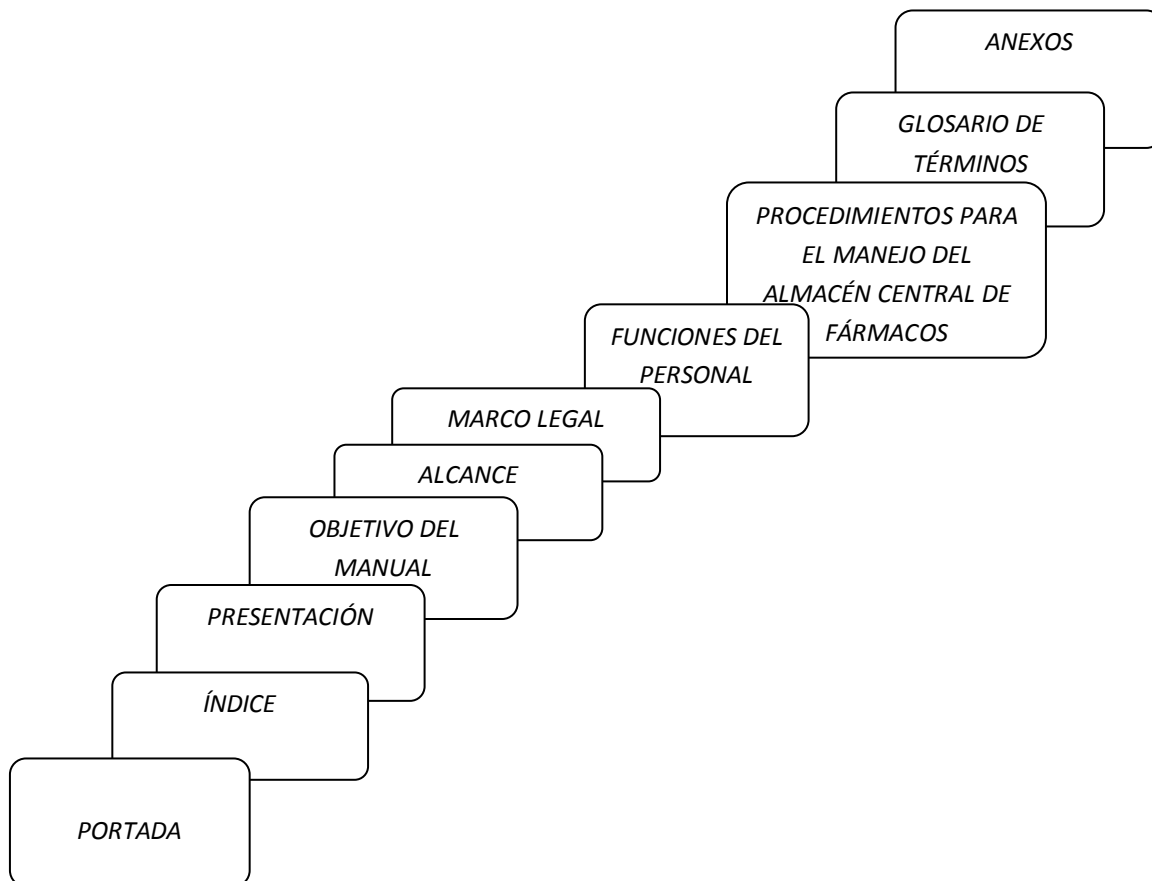 ANEXOS
GLOSARIO DE
TÉRMINOS
PROCEDIMIENTOS PARA
EL MANEJO DEL
ALMACÉN CENTRAL DE
FÁRMACOS
FUNCIONES DEL
PERSONAL
MARCO LEGAL
ALCANCE
OBJETIVO DEL
MANUAL
PRESENTACIÓN
ÍNDICE
PORTADA